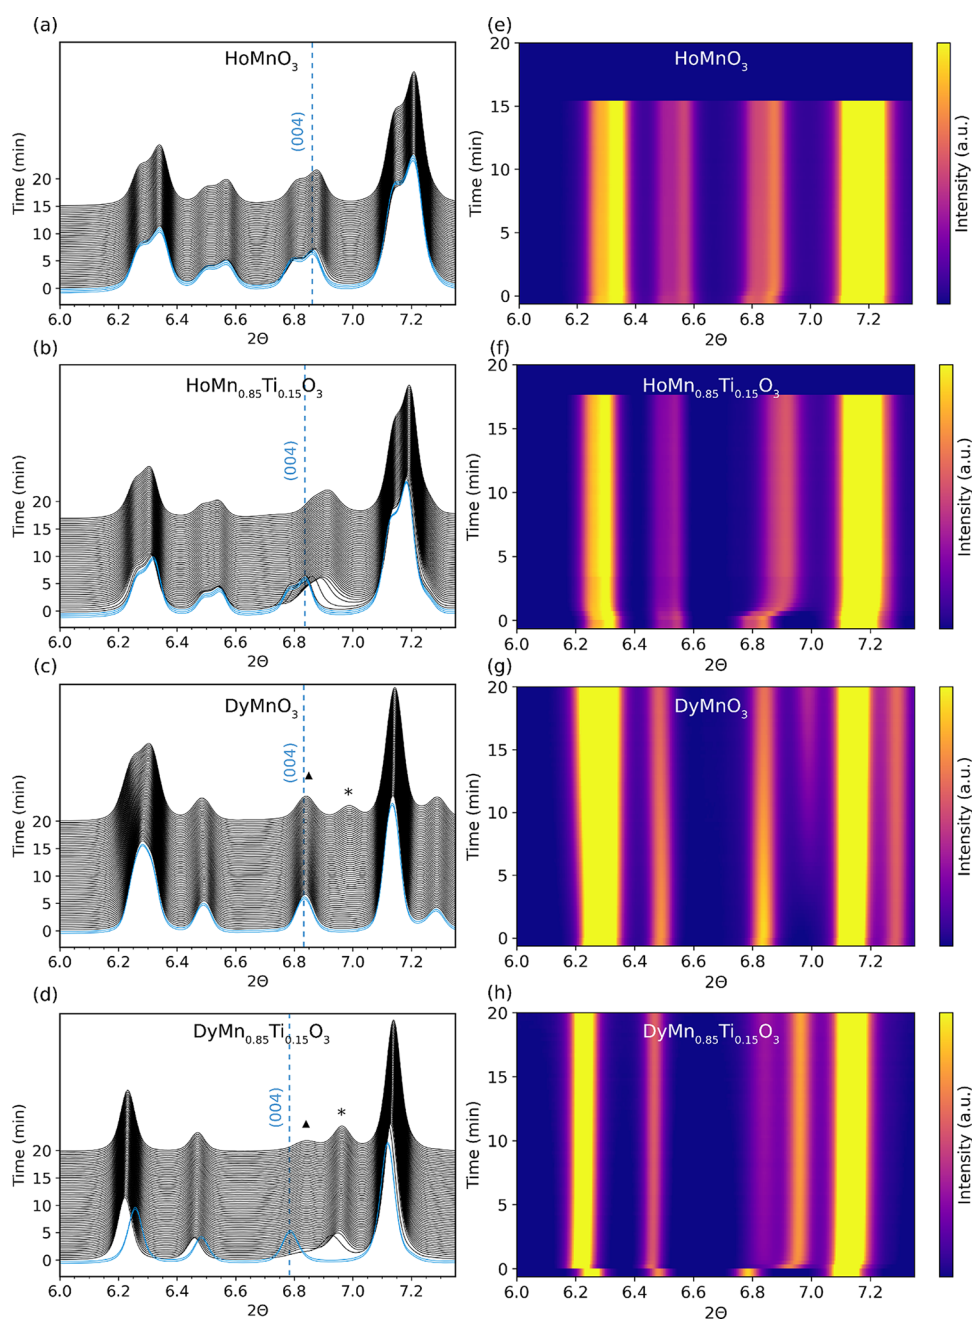 (a)
HoMnO3
(004)
Time (min)
20
15
10
5
0
6.0 6.2 6.4 6.6 6.8 7.0 7.2
2Θ
(e)
HoMnO3
Time (min)
20
15
10
5
0
6.0 6.2 6.4 6.6 6.8 7.0 7.2
2Θ
Intensity (a.u.)
(b)
HoMn0.85Ti0.15O3
(004)
Time (min)
20
15
10
5
0
6.0 6.2 6.4 6.6 6.8 7.0 7.2
2Θ
(f)
HoMn0.85Ti0.15O3
Time (min)
20
15
10
5
0
6.0 6.2 6.4 6.6 6.8 7.0 7.2
2Θ
Intensity (a.u.)
(c)
DyMnO3
(004)
▲
*
Time (min)
20
15
10
5
0
6.0 6.2 6.4 6.6 6.8 7.0 7.2
2Θ
(g)
DyMnO3
Time (min)
20
15
10
5
0
6.0 6.2 6.4 6.6 6.8 7.0 7.2
2Θ
Intensity (a.u.)
(d)
DyMn0.85Ti0.15O3
(004)
▲
*
Time (min)
20
15
10
5
0
6.0 6.2 6.4 6.6 6.8 7.0 7.2
2Θ
(h)
DyMn0.85Ti0.15O3
Time (min)
20
15
10
5
0
6.0 6.2 6.4 6.6 6.8 7.0 7.2
2Θ
Intensity (a.u.)